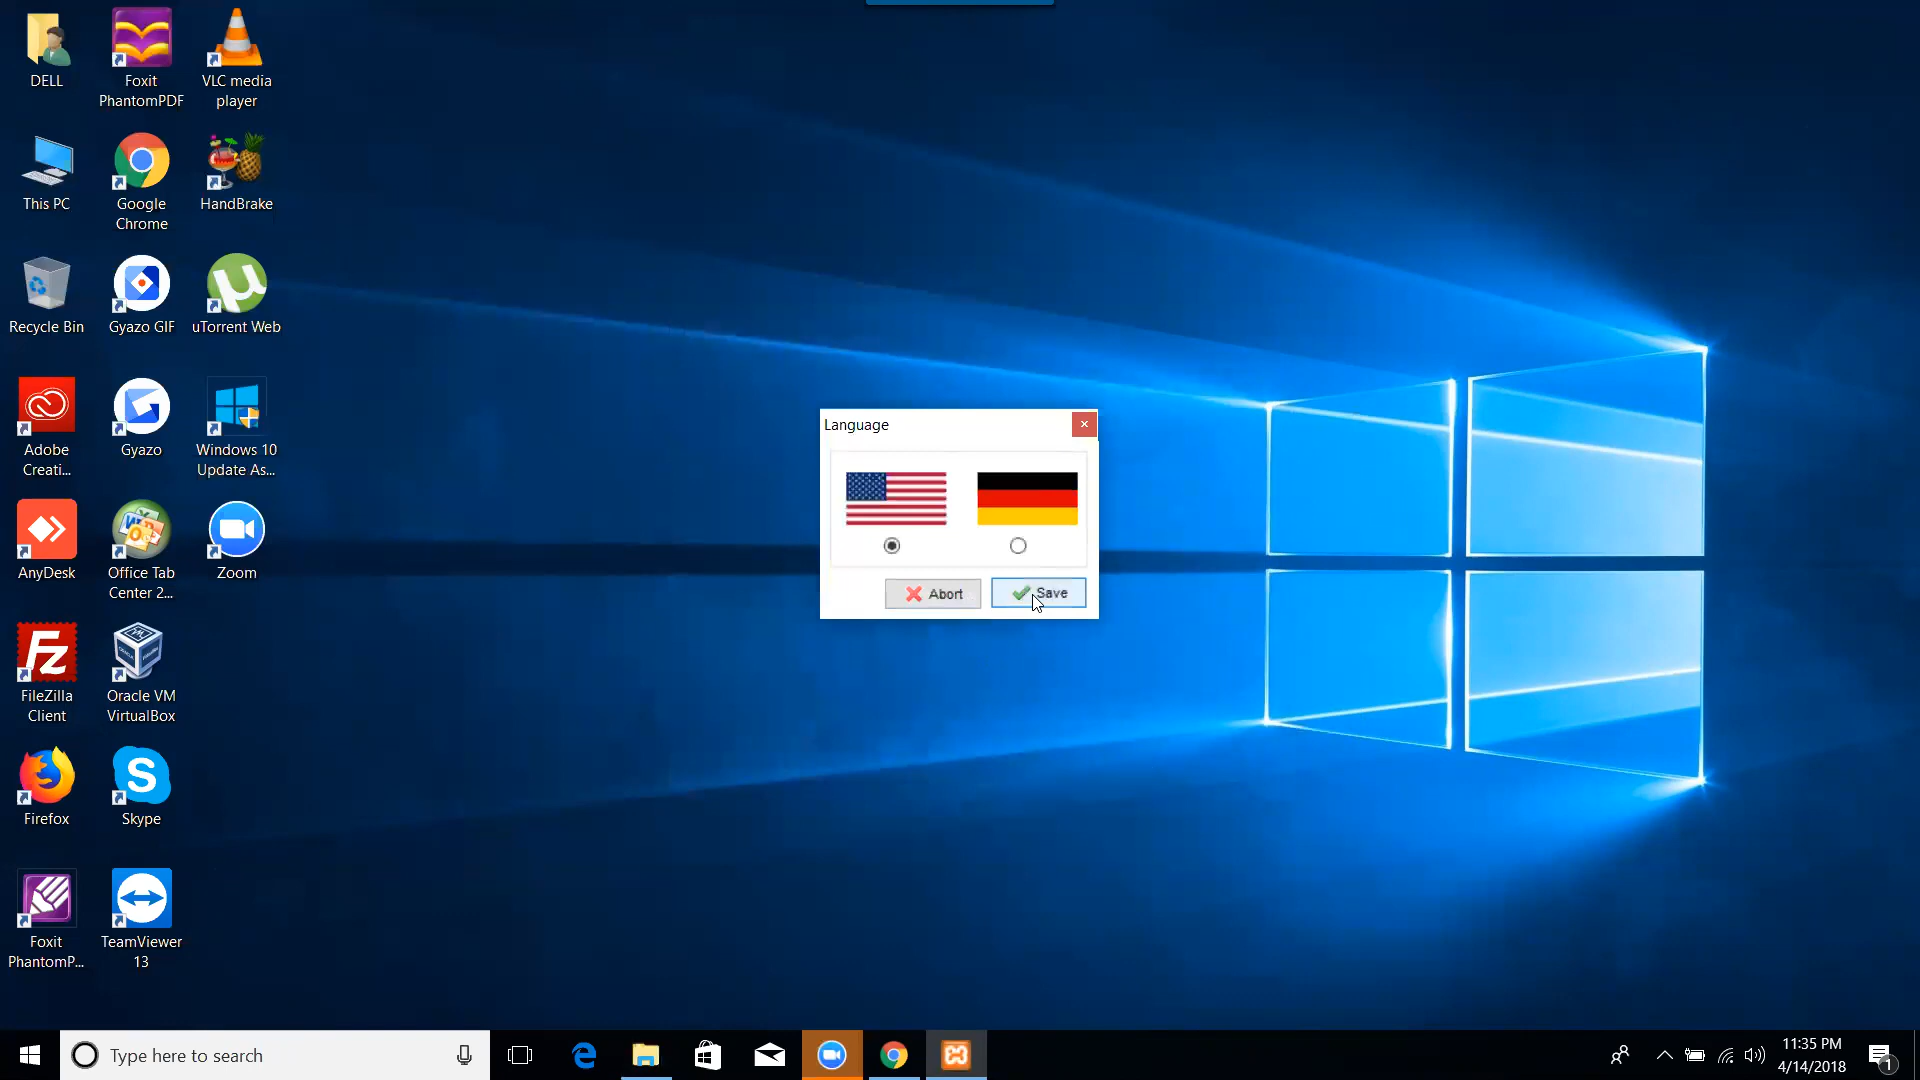 DELL
Foxit
PhantomPDF
VLC media
player
This PC
Google
Chrome
HandBrake
Recycle Bin
Gyazo GIF
uTorrent Web
Adobe
Creati...
Gyazo
Windows 10
Update As...
AnyDesk
Office Tab
Center 2...
Zoom
FileZilla
Client
Oracle VM
VirtualBox
Firefox
Skype
Foxit
PhantomP...
TeamViewer
13
Language
Abort
Save
Type here to search
11:35 PM
4/14/2018
1